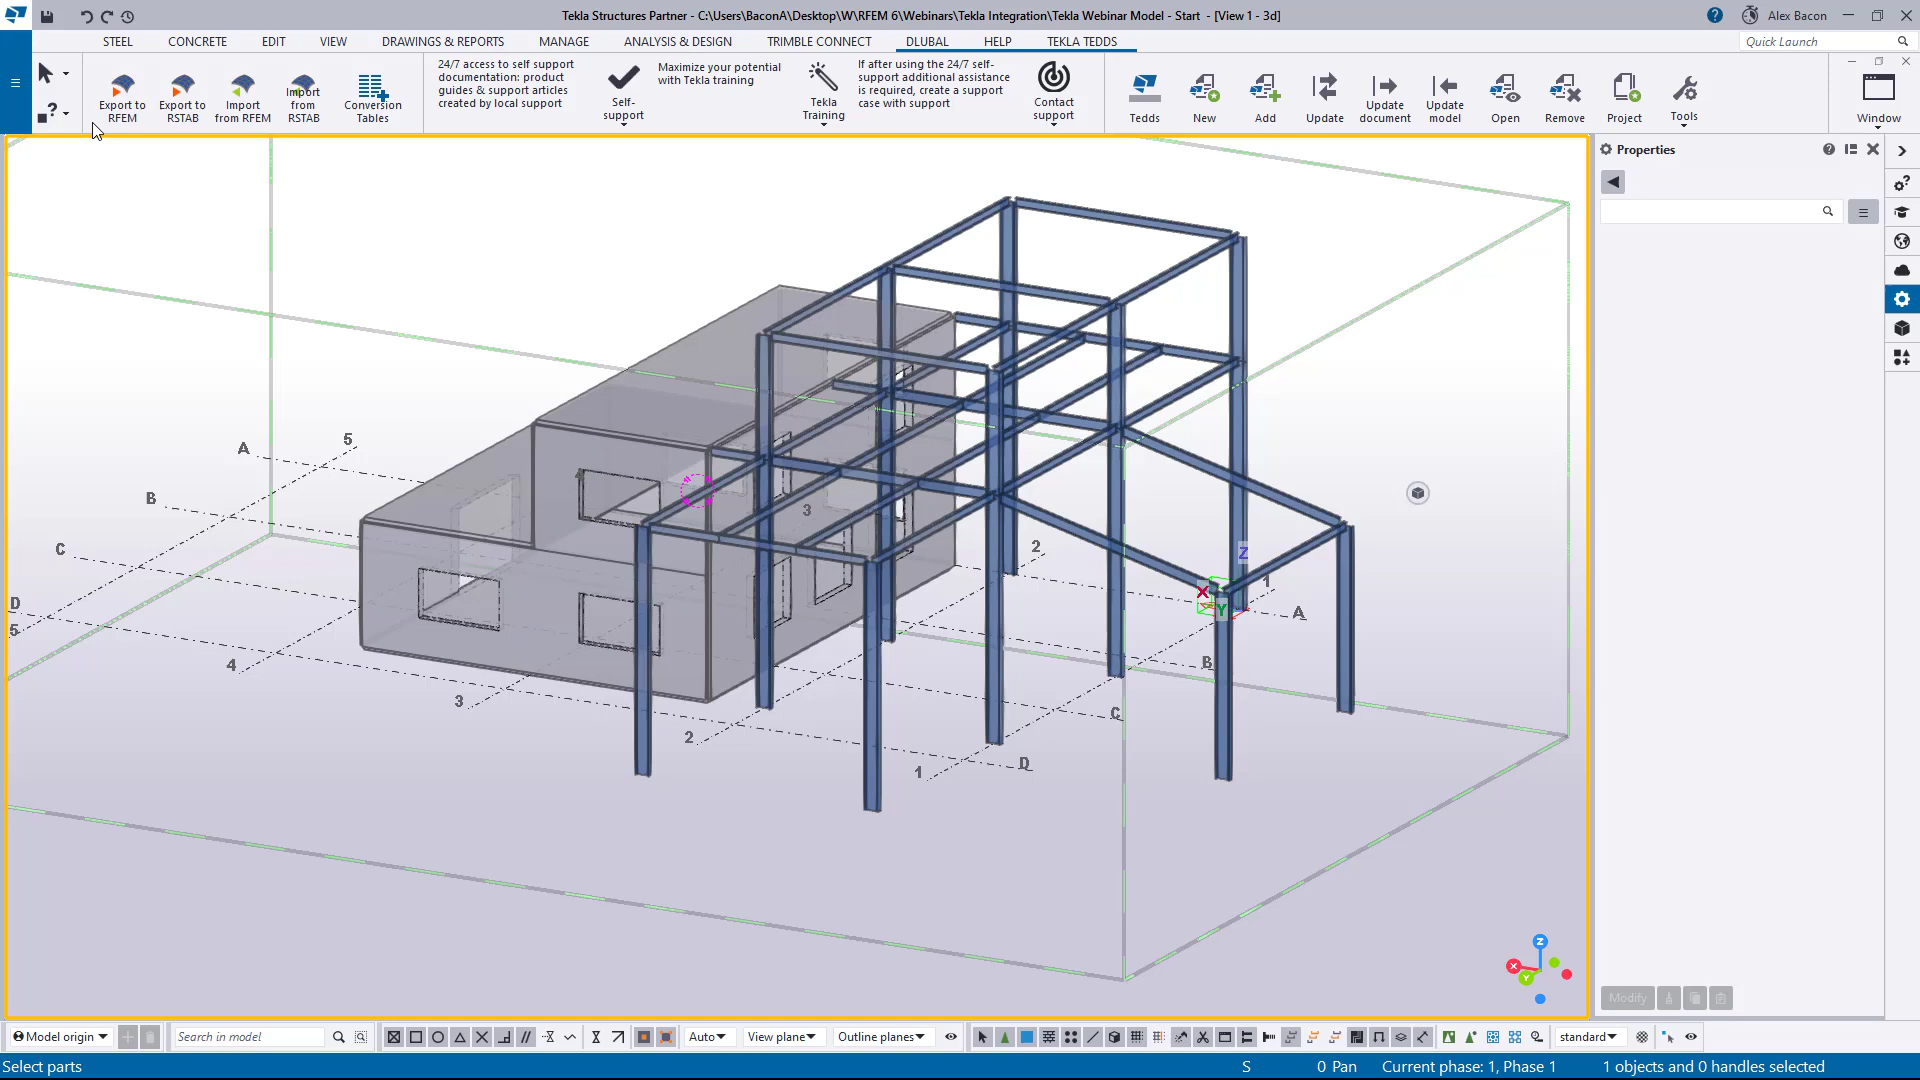 Tekla Structures Partner - C:\Users\BaconA\Desktop\W\RFEM 6\Webinars\Tekla Integration\Tekla Webinar Model - Start - [View 1 - 3d]
Alex Bacon
STEEL CONCRETE EDIT VIEW DRAWINGS & REPORTS MANAGE ANALYSIS & DESIGN TRIMBLE CONNECT DLUBAL HELP TEKLA TEDDS
Quick Launch
Export to RFEM
Export to RSTAB
Import from RFEM
Import from RSTAB
Conversion Tables
24/7 access to self support
documentation: product
guides & support articles
created by local support
Self-support
Maximize your potential
with Tekla training
Tekla Training
If after using the 24/7 self-
support additional assistance
is required, create a support
case with support
Contact support
Tedds
New
Add
Update
Update document
Update model
Open
Remove
Project
Tools
Window
Properties
A
5
B
C
D
5
4
3
2
1
D
C
B
A
1
2
3
Z
X
Y
Z
X
Y
Modify
Model origin
Search in model
Auto
View plane
Outline planes
standard
Select parts
S
0 Pan
Current phase: 1, Phase 1
1 objects and 0 handles selected